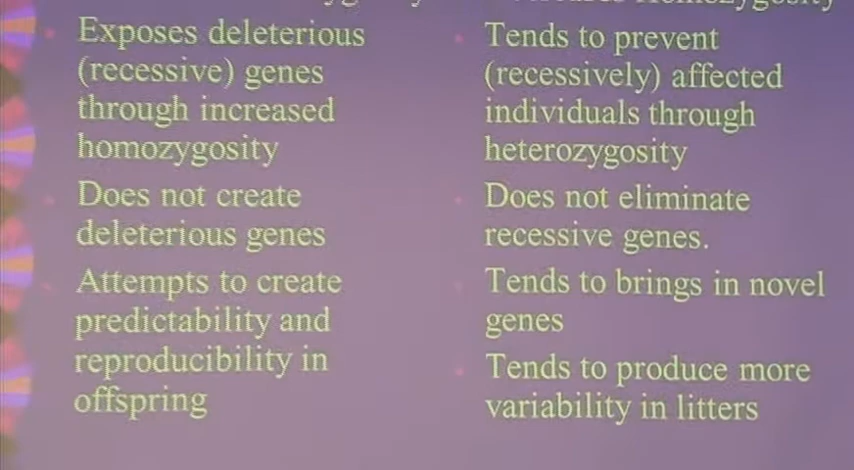 Exposes deleterious
(recessive) genes
through increased
homozygosity
Does not create
deleterious genes
Attempts to create
predictability and
reproducibility in
offspring
Tends to prevent
(recessively) affected
individuals through
heterozygosity
Does not eliminate
recessive genes.
Tends to brings in novel
genes
Tends to produce more
variability in litters